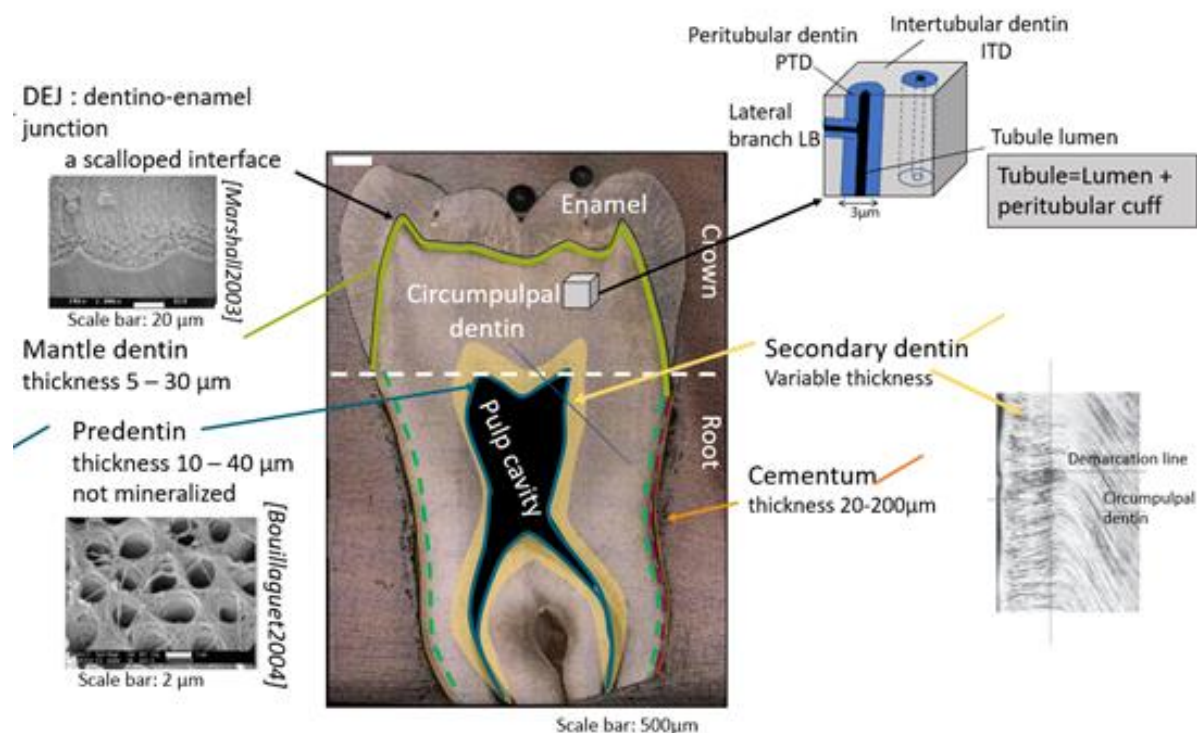 DEJ : dentino-enamel
junction
a scalloped interface
[Marshall2003]
Scale bar: 20 µm
Mantle dentin
thickness 5 – 30 µm
Predentin
thickness 10 – 40 µm
not mineralized
[Bouillaguet2004]
Scale bar: 2 µm
Enamel
Crown
Circumpulpal
dentin
Root
Pulp cavity
Scale bar: 500µm
Peritubular dentin
PTD
Intertubular dentin
ITD
Lateral
branch LB
Tubule lumen
3µm
Tubule=Lumen +
peritubular cuff
Secondary dentin
Variable thickness
Cementum
thickness 20-200µm
Demarcation line
Circumpulpal
dentin